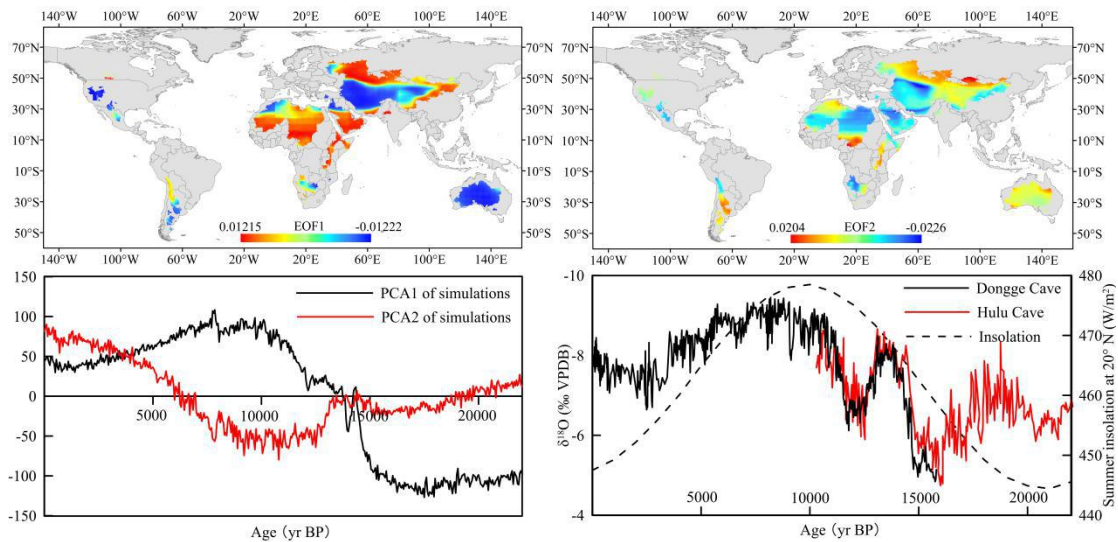 140°W 100°W 60°W 20°W 20°E 60°E 100°E 140°E
140°W 100°W 60°W 20°W 20°E 60°E 100°E 140°E
70°N 70°N
50°N 50°N
30°N 30°N
10°N 10°N
10°S 10°S
30°S 30°S
50°S 50°S
0.01215 EOF1 -0.01222
0.0204 EOF2 -0.0226
140°W 100°W 60°W 20°W 20°E 60°E 100°E 140°E
140°W 100°W 60°W 20°W 20°E 60°E 100°E 140°E
150
100
50
0
-50
-100
-150
PCA1 of simulations
PCA2 of simulations
5000 10000 15000 20000
Age (yr BP)
-10
-8
-6
-4
δ¹⁸O (‰ VPDB)
Dongge Cave
Hulu Cave
Insolation
5000 10000 15000 20000
Age (yr BP)
480
470
460
450
440
Summer insolation at 20° N (W/m²)